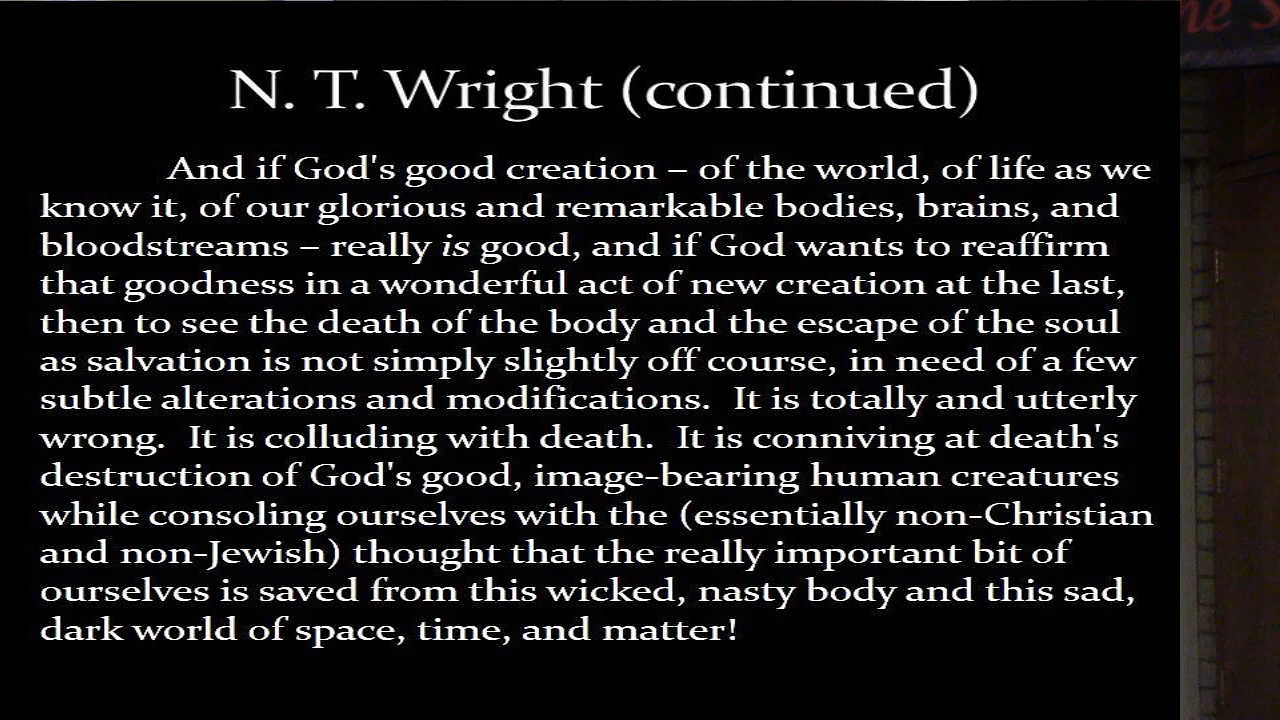 he S
N. T. Wright (continued)
And if God's good creation – of the world, of life as we
know it, of our glorious and remarkable bodies, brains, and
bloodstreams – really is good, and if God wants to reaffirm
that goodness in a wonderful act of new creation at the last,
then to see the death of the body and the escape of the soul
as salvation is not simply slightly off course, in need of a few
subtle alterations and modifications.  It is totally and utterly
wrong.  It is colluding with death.  It is conniving at death's
destruction of God's good, image-bearing human creatures
while consoling ourselves with the (essentially non-Christian
and non-Jewish) thought that the really important bit of
ourselves is saved from this wicked, nasty body and this sad,
dark world of space, time, and matter!